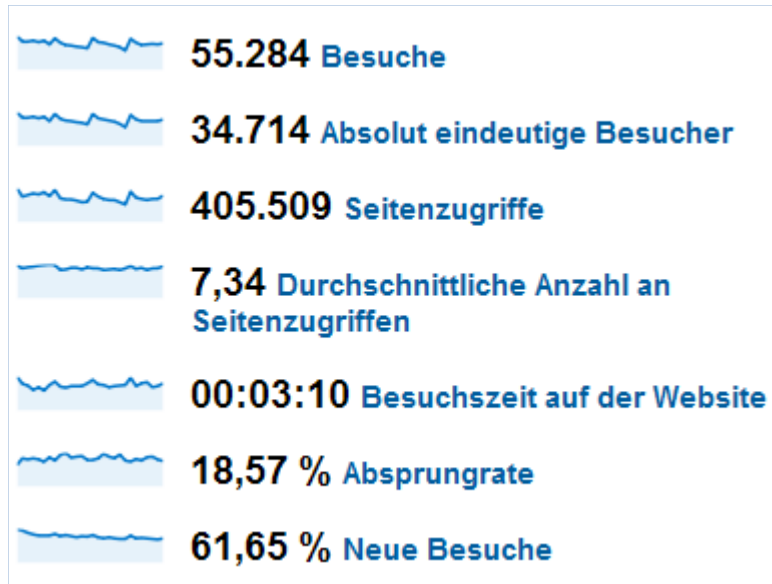 55.284 Besuche
34.714 Absolut eindeutige Besucher
405.509 Seitenzugriffe
7,34 Durchschnittliche Anzahl an
Seitenzugriffen
00:03:10 Besuchszeit auf der Website
18,57 % Absprungrate
61,65 % Neue Besuche